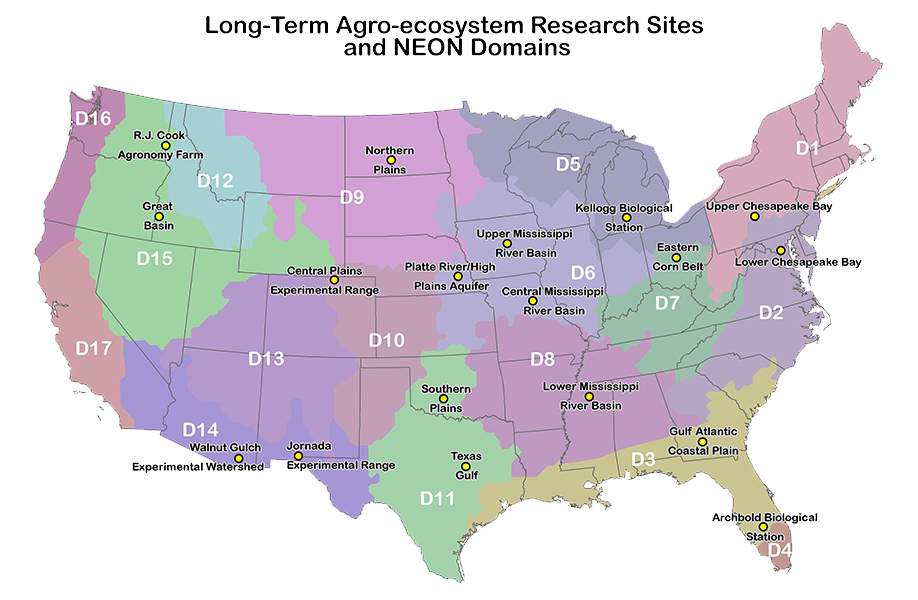 Long-Term Agro-ecosystem Research Sites
and NEON Domains
D16
R.J. Cook
Agronomy Farm
D12
Northern
Plains
D5
D1
D9
Great
Basin
Kellogg Biological
Station
Upper Chesapeake Bay
Upper Mississippi
River Basin
Eastern
Corn Belt
Lower Chesapeake Bay
D15
Central Plains
Experimental Range
Platte River/High
Plains Aquifer
D6
Central Mississippi
River Basin
D7
D2
D17
D13
D10
D8
Southern
Plains
Lower Mississippi
River Basin
D14
Walnut Gulch
Experimental Watershed
Jornada
Experimental Range
Texas
Gulf
Gulf Atlantic
Coastal Plain
D3
D11
Archbold Biological
Station
D4